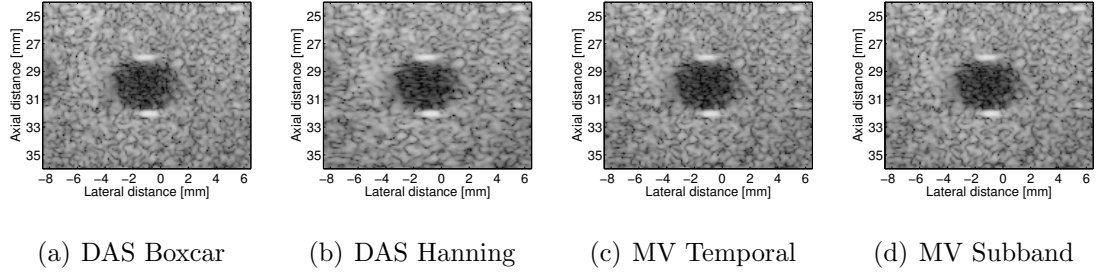 25
27
29
31
33
35
Axial distance [mm]
−8 −6 −4 −2 0 2 4 6
Lateral distance [mm]
(a) DAS Boxcar
25
27
29
31
33
35
Axial distance [mm]
−8 −6 −4 −2 0 2 4 6
Lateral distance [mm]
(b) DAS Hanning
25
27
29
31
33
35
Axial distance [mm]
−8 −6 −4 −2 0 2 4 6
Lateral distance [mm]
(c) MV Temporal
25
27
29
31
33
35
Axial distance [mm]
−8 −6 −4 −2 0 2 4 6
Lateral distance [mm]
(d) MV Subband